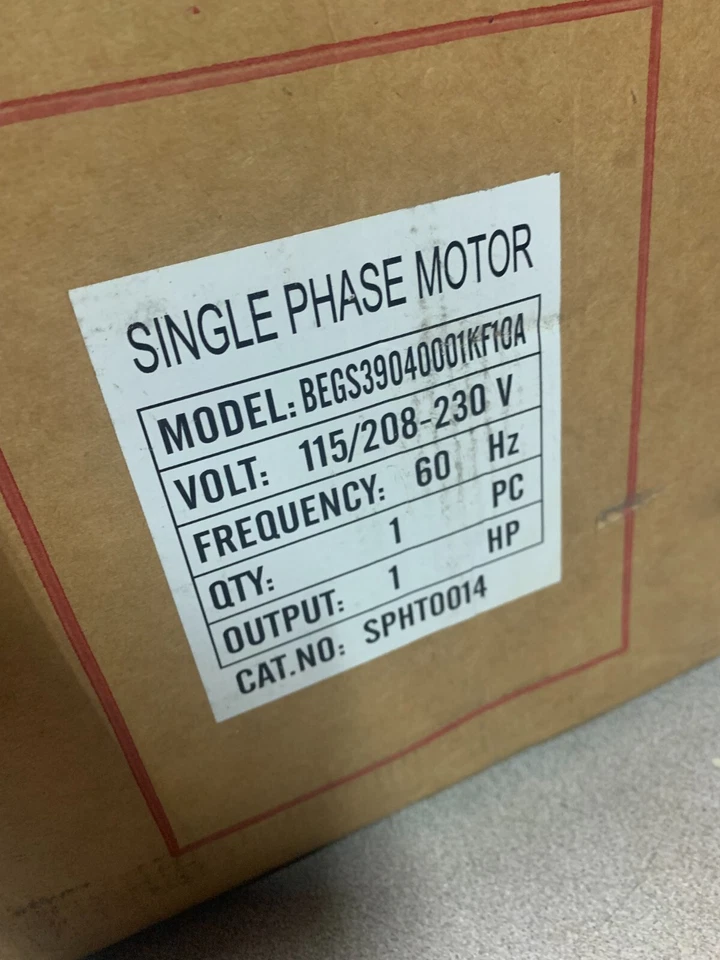 SINGLE PHASE MOTOR
MODEL: BEGS39040001KF10A
VOLT: 115/208-230 V
FREQUENCY: 60 Hz
QTY: 1 PC
OUTPUT: 1 HP
CAT.NO: SPHT0014